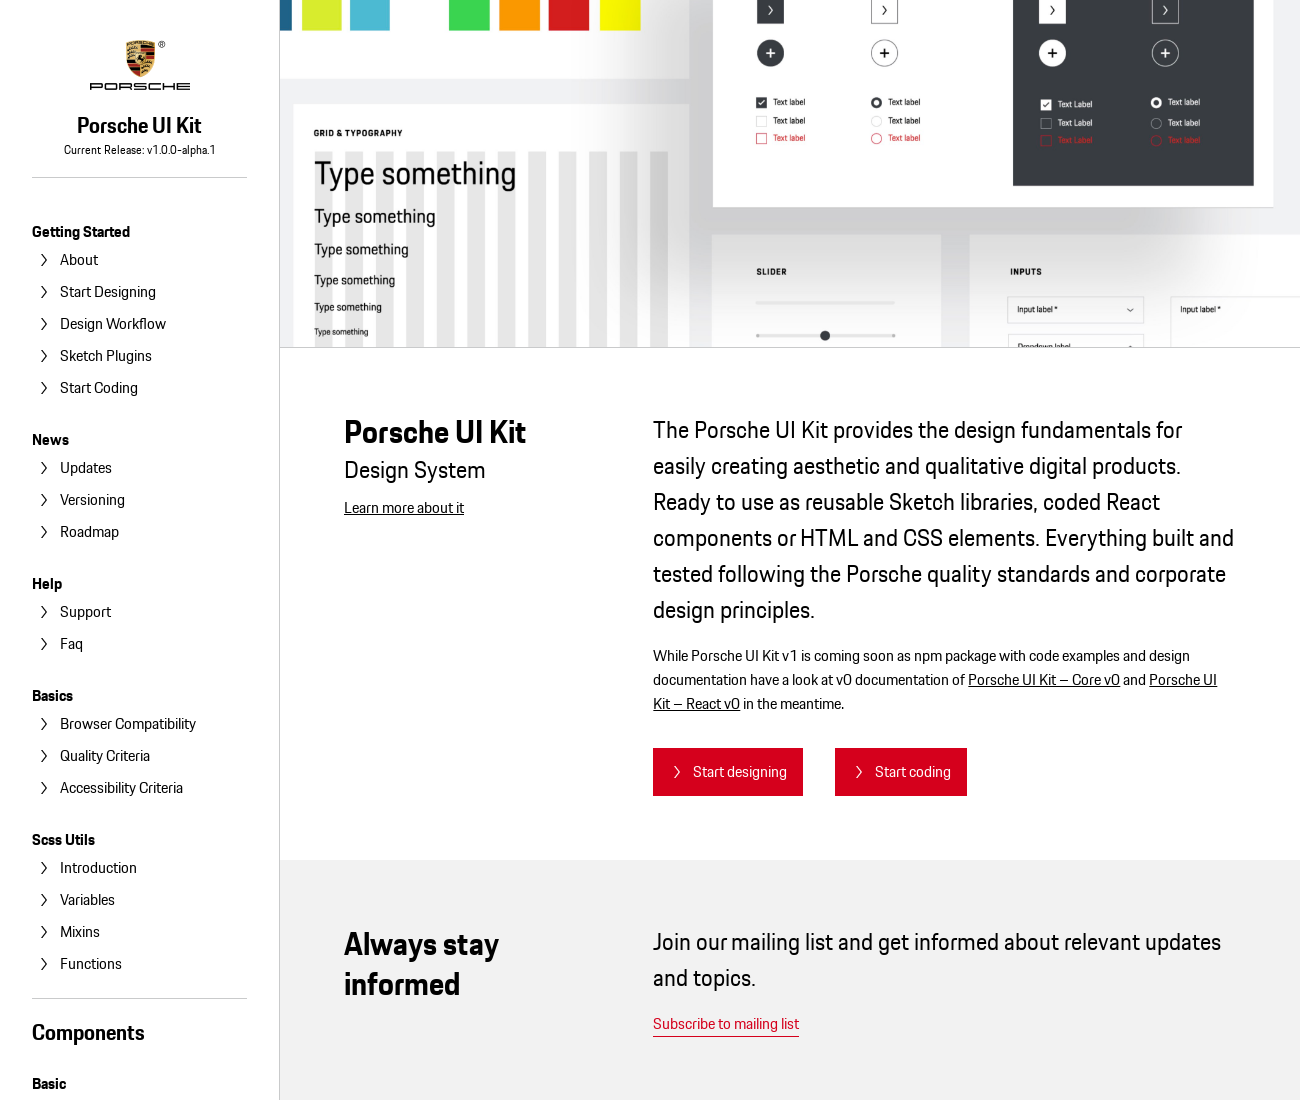 PORSCHE
Porsche UI Kit
Current Release: v1.0.0-alpha.1
Getting Started
About
Start Designing
Design Workflow
Sketch Plugins
Start Coding
News
Updates
Versioning
Roadmap
Help
Support
Faq
Basics
Browser Compatibility
Quality Criteria
Accessibility Criteria
Scss Utils
Introduction
Variables
Mixins
Functions
Components
Basic
GRID & TYPOGRAPHY
Type something
Type something
Type something
Type something
Type something
Type something
Text label
Text label
Text label
Text label
Text label
Text label
Text Label
Text Label
Text Label
Text label
Text label
Text label
SLIDER
INPUTS
Input label *
Input label *
Dropdown label
Porsche UI Kit
Design System
Learn more about it
The Porsche UI Kit provides the design fundamentals for
easily creating aesthetic and qualitative digital products.
Ready to use as reusable Sketch libraries, coded React
components or HTML and CSS elements. Everything built and
tested following the Porsche quality standards and corporate
design principles.
While Porsche UI Kit v1 is coming soon as npm package with code examples and design
documentation have a look at v0 documentation of Porsche UI Kit – Core v0 and Porsche UI
Kit – React v0 in the meantime.
Start designing
Start coding
Always stay
informed
Join our mailing list and get informed about relevant updates
and topics.
Subscribe to mailing list